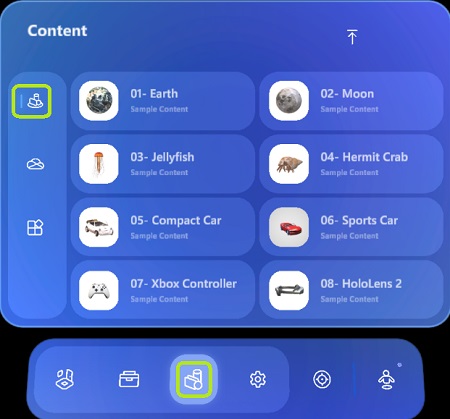 Content
01- Earth
Sample Content
02- Moon
Sample Content
03- Jellyfish
Sample Content
04- Hermit Crab
Sample Content
05- Compact Car
Sample Content
06- Sports Car
Sample Content
07- Xbox Controller
Sample Content
08- HoloLens 2
Sample Content